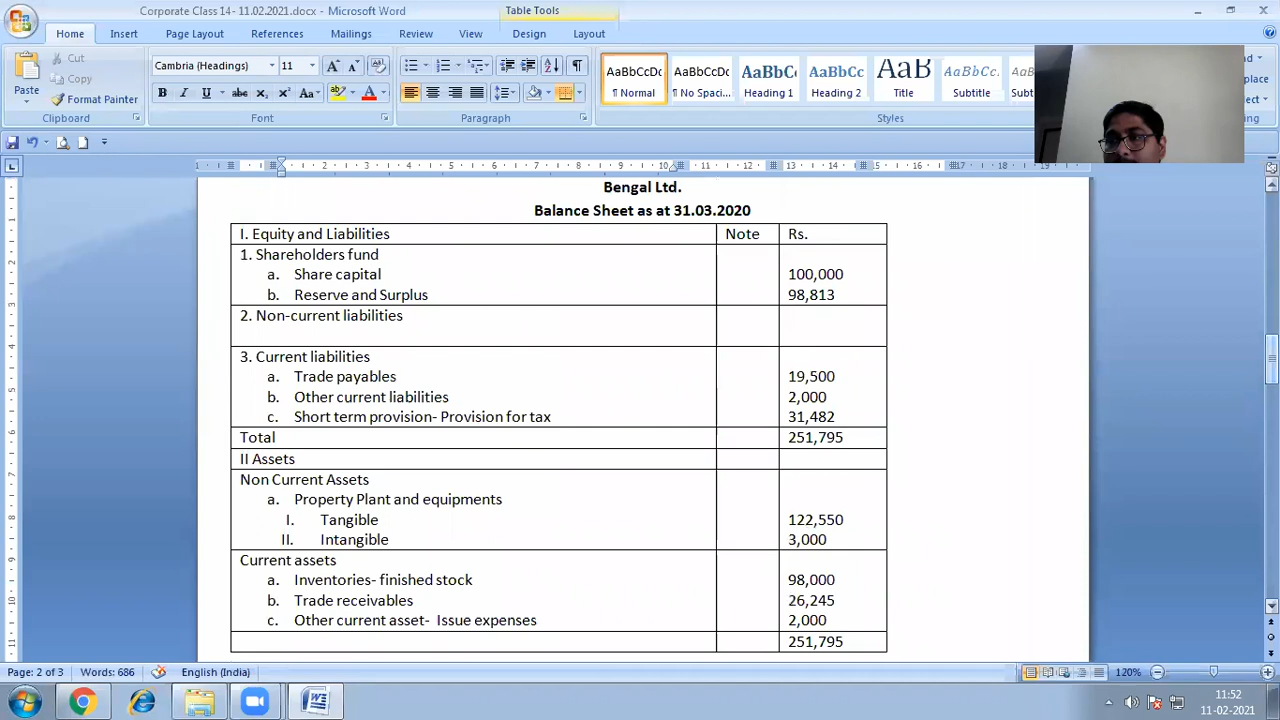 Corporate Class 14- 11.02.2021.docx - Microsoft Word
Table Tools
Home Insert Page Layout References Mailings Review View Design Layout
Paste
Cut
Copy
Format Painter
Clipboard
Cambria (Headings) 11
Font
Paragraph
AaBbCcDc AaBbCcDc AaBbCc AaBbCc AaB AaBbCcL
¶ Normal ¶ No Spaci... Heading 1 Heading 2 Title Subtitle
Styles
Bengal Ltd.
Balance Sheet as at 31.03.2020
I. Equity and Liabilities Note Rs.
1. Shareholders fund
a. Share capital 100,000
b. Reserve and Surplus 98,813
2. Non-current liabilities
3. Current liabilities
a. Trade payables 19,500
b. Other current liabilities 2,000
c. Short term provision- Provision for tax 31,482
Total 251,795
II Assets
Non Current Assets
a. Property Plant and equipments
I. Tangible 122,550
II. Intangible 3,000
Current assets
a. Inventories- finished stock 98,000
b. Trade receivables 26,245
c. Other current asset- Issue expenses 2,000
251,795
Page: 2 of 3 Words: 686 English (India) 120%
11:52
11-02-2021